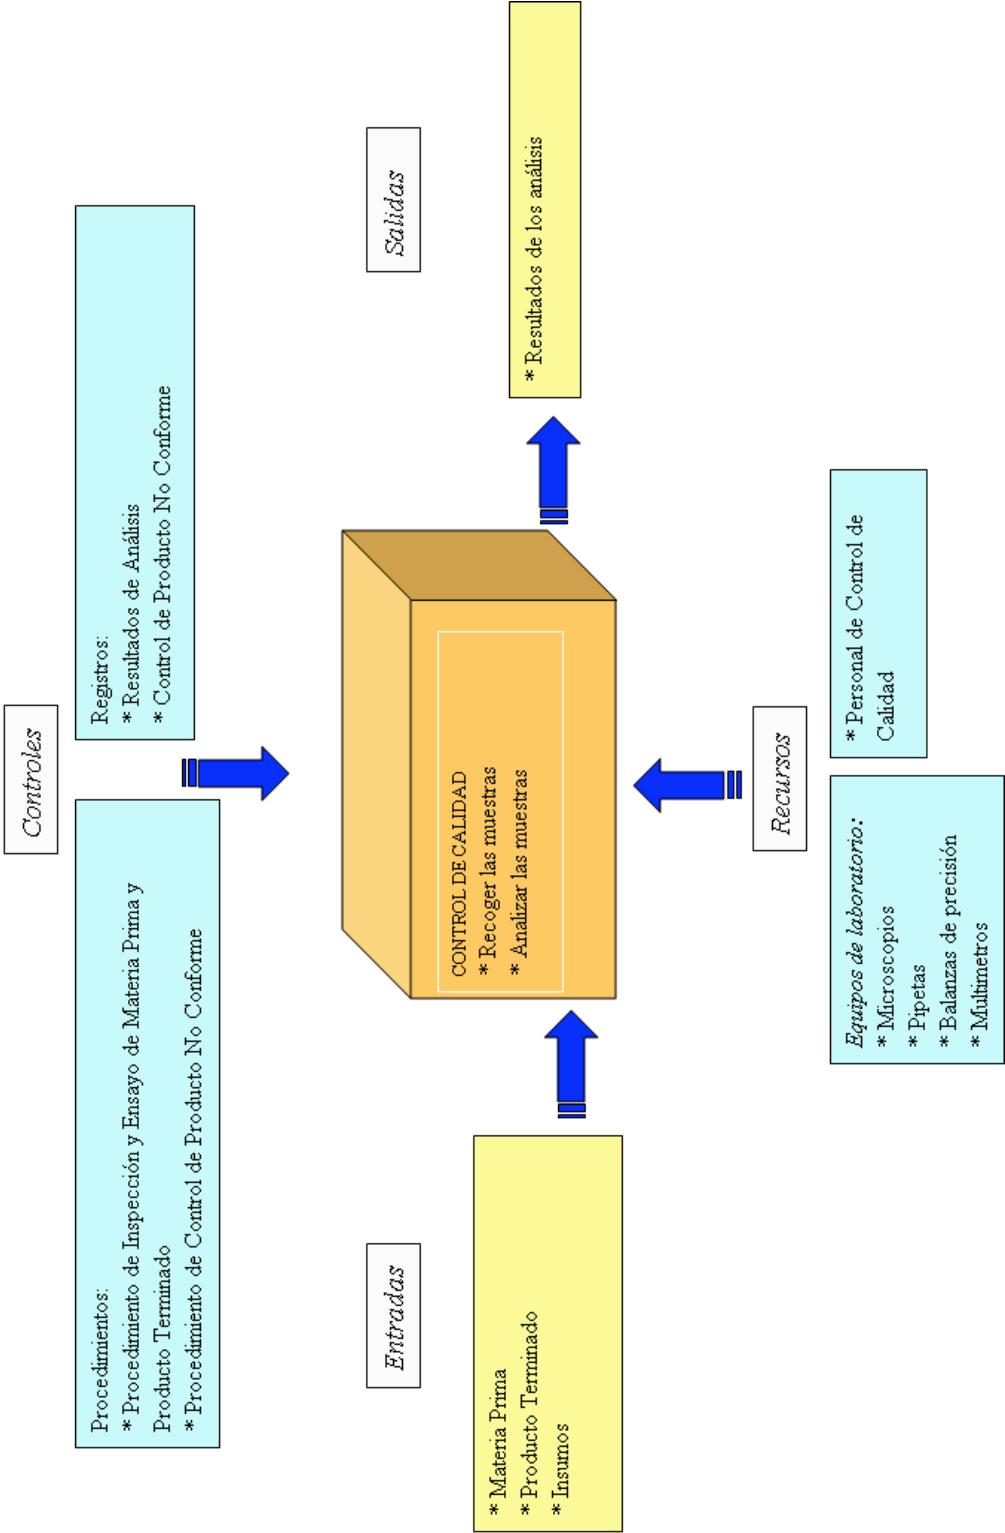 Controles
Procedimientos:
* Procedimiento de Inspección y Ensayo de Materia Prima y
Producto Terminado
* Procedimiento de Control de Producto No Conforme
Registros:
* Resultados de Análisis
* Control de Producto No Conforme
Entradas
* Materia Prima
* Producto Terminado
* Insumos
CONTROL DE CALIDAD
* Recoger las muestras
* Analizar las muestras
Salidas
* Resultados de los análisis
Recursos
Equipos de laboratorio:
* Microscopios
* Pipetas
* Balanzas de precisión
* Multimetros
* Personal de Control de
Calidad